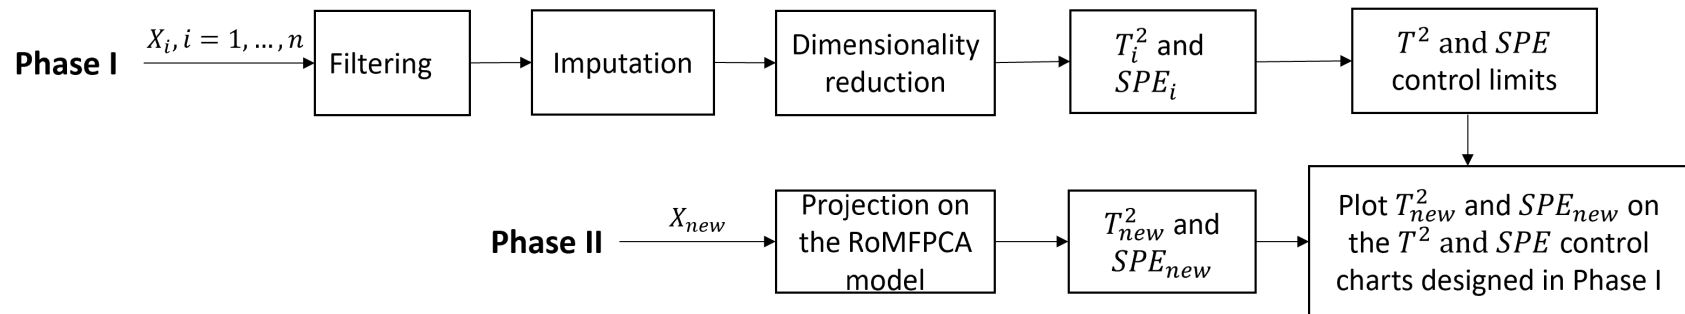 Phase I
X_i, i = 1, …, n
Filtering
Imputation
Dimensionality
reduction
T_i^2 and
SPE_i
T^2 and SPE
control limits
Phase II
X_new
Projection on
the RoMFPCA
model
T_new^2 and
SPE_new
Plot T_new^2 and SPE_new on
the T^2 and SPE control
charts designed in Phase I